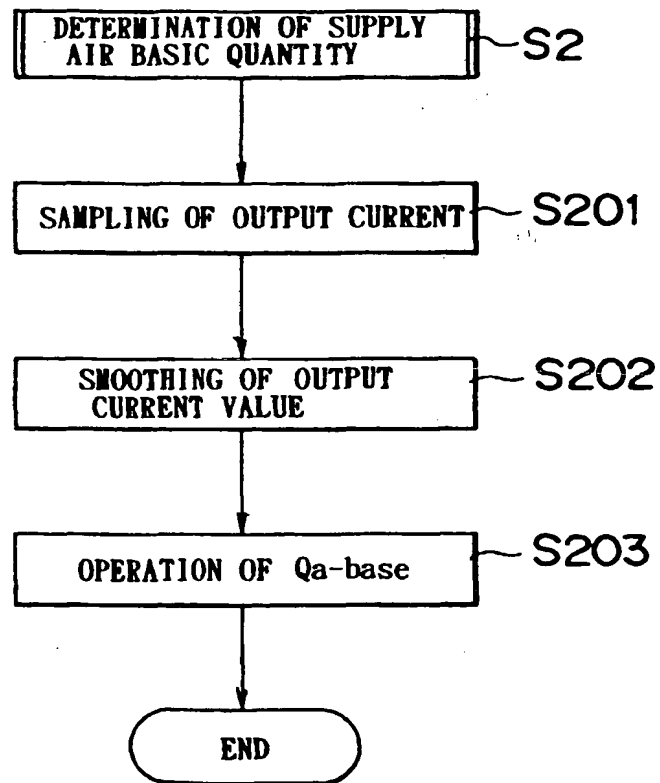 DETERMINATION OF SUPPLY
AIR BASIC QUANTITY
S2
SAMPLING OF OUTPUT CURRENT
S201
SMOOTHING OF OUTPUT
CURRENT VALUE
S202
OPERATION OF Qa-base
S203
END